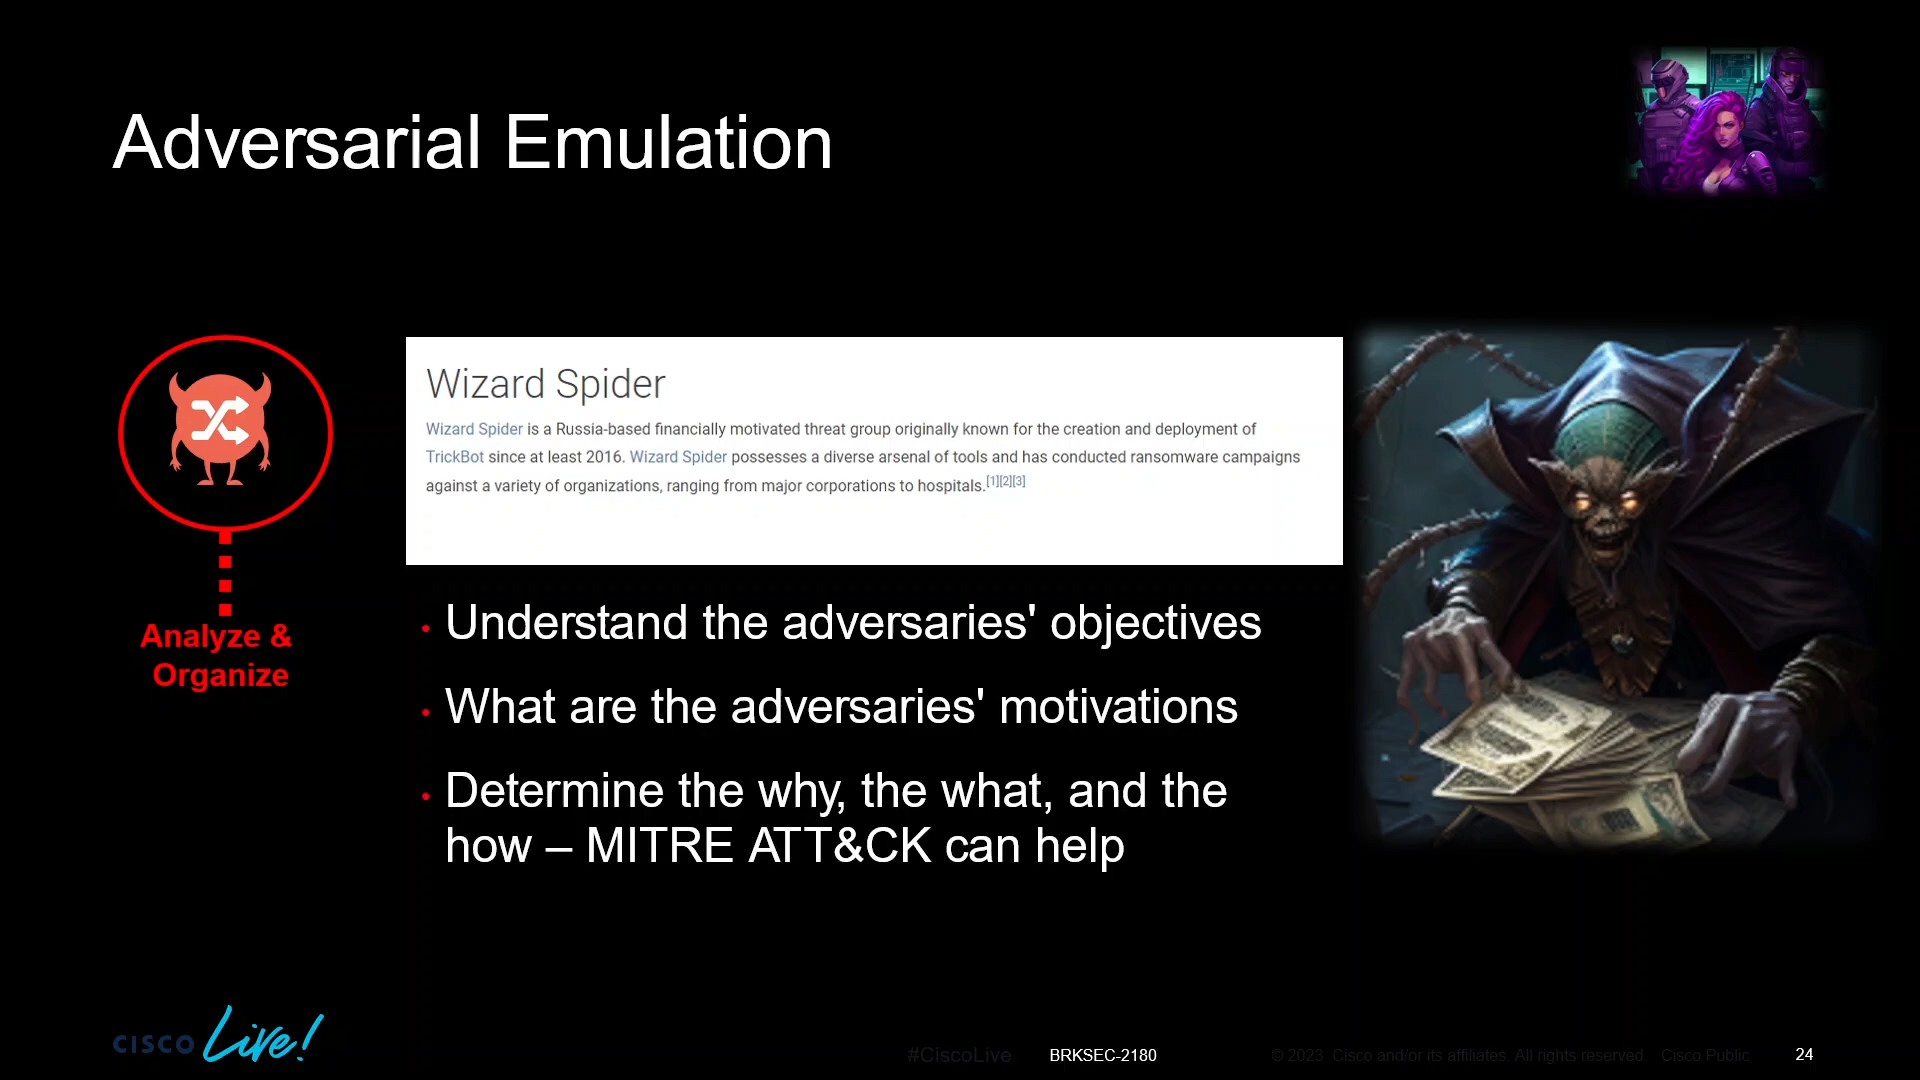 Adversarial Emulation
Wizard Spider
Wizard Spider is a Russia-based financially motivated threat group originally known for the creation and deployment of
TrickBot since at least 2016. Wizard Spider possesses a diverse arsenal of tools and has conducted ransomware campaigns
against a variety of organizations, ranging from major corporations to hospitals.[1][2][3]
Analyze &
Organize
• Understand the adversaries' objectives
• What are the adversaries' motivations
• Determine the why, the what, and the
how – MITRE ATT&CK can help
CISCO Live!
#CiscoLive
BRKSEC-2180
© 2023 Cisco and/or its affiliates. All rights reserved. Cisco Public
24